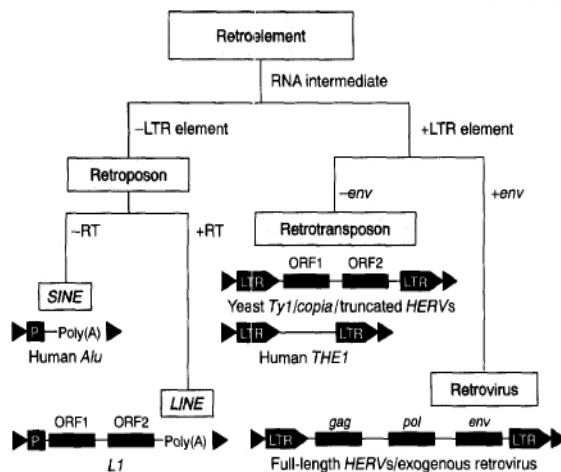 Retroelement
RNA intermediate
–LTR element
+LTR element
Retroposon
–env
+env
–RT
+RT
Retrotransposon
ORF1 ORF2
LTR LTR
SINE
Yeast Ty1/copia/truncated HERVs
P Poly(A)
LTR LTR
Human Alu
Human THE1
LINE
Retrovirus
ORF1 ORF2
gag pol env
P Poly(A)
LTR LTR
L1
Full-length HERVs/exogenous retrovirus